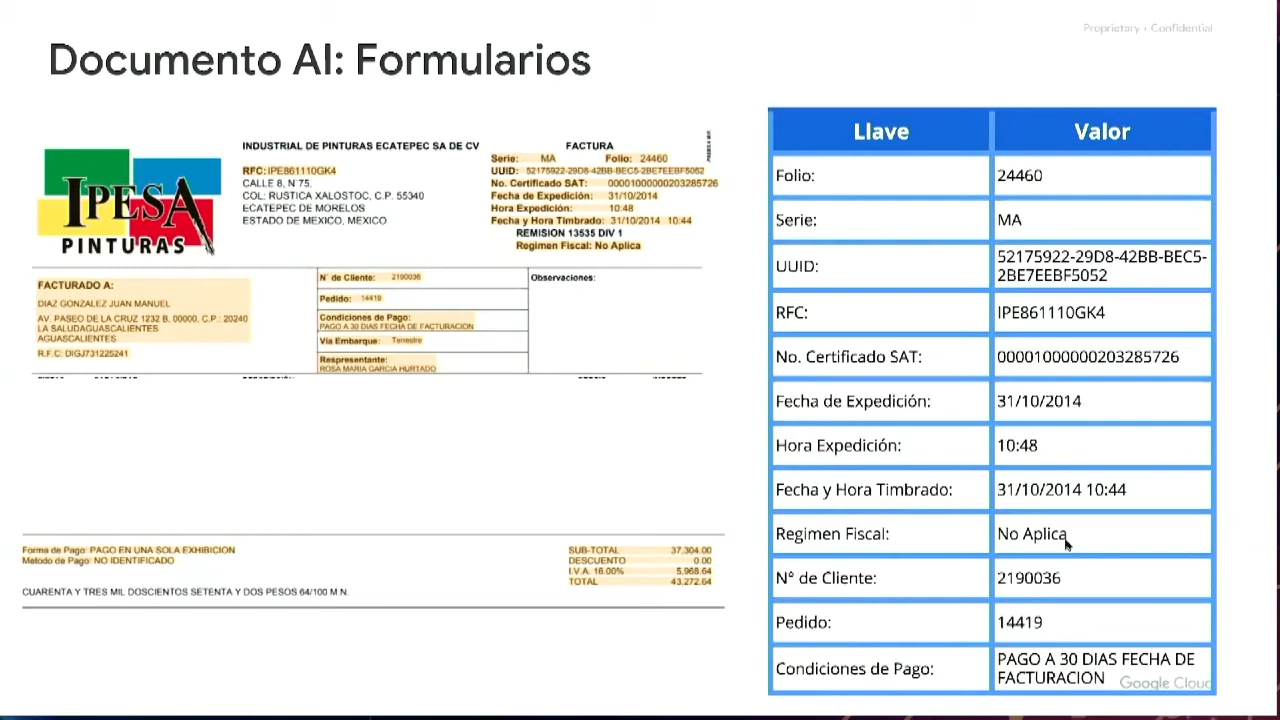 Proprietary + Confidential
Documento AI: Formularios
IPESA
PINTURAS
INDUSTRIAL DE PINTURAS ECATEPEC SA DE CV
RFC: IPE861110GK4
CALLE 8, N 75,
COL: RUSTICA XALOSTOC, C.P. 55340
ECATEPEC DE MORELOS
ESTADO DE MEXICO, MEXICO
FACTURA
Serie: MA Folio: 24460
UUID: 52175922-29D8-42BB-BEC5-2BE7EEBF5052
No. Certificado SAT: 00001000000203285726
Fecha de Expedición: 31/10/2014
Hora Expedición: 10:48
Fecha y Hora Timbrado: 31/10/2014 10:44
REMISION 13535 DIV 1
Regimen Fiscal: No Aplica
FACTURADO A:
DIAZ GONZALEZ JUAN MANUEL
AV. PASEO DE LA CRUZ 1232 B, 00000, C.P.: 20240
LA SALUDAGUASCALIENTES
AGUASCALIENTES
R.F.C: DIGJ731225241
N° de Cliente: 2190036
Pedido: 14419
Condiciones de Pago:
PAGO A 30 DIAS FECHA DE FACTURACION
Via Embarque: Terrestre
Respresentante:
ROSA MARIA GARCIA HURTADO
Observaciones:
Forma de Pago: PAGO EN UNA SOLA EXHIBICION
Metodo de Pago: NO IDENTIFICADO
SUB-TOTAL 37,304.00
DESCUENTO 0.00
I.V.A. 16.00% 5,968.64
TOTAL 43,272.64
CUARENTA Y TRES MIL DOSCIENTOS SETENTA Y DOS PESOS 64/100 M.N.
Llave Valor
Folio: 24460
Serie: MA
UUID: 52175922-29D8-42BB-BEC5-
2BE7EEBF5052
RFC: IPE861110GK4
No. Certificado SAT: 00001000000203285726
Fecha de Expedición: 31/10/2014
Hora Expedición: 10:48
Fecha y Hora Timbrado: 31/10/2014 10:44
Regimen Fiscal: No Aplica
N° de Cliente: 2190036
Pedido: 14419
Condiciones de Pago: PAGO A 30 DIAS FECHA DE
FACTURACION
Google Cloud